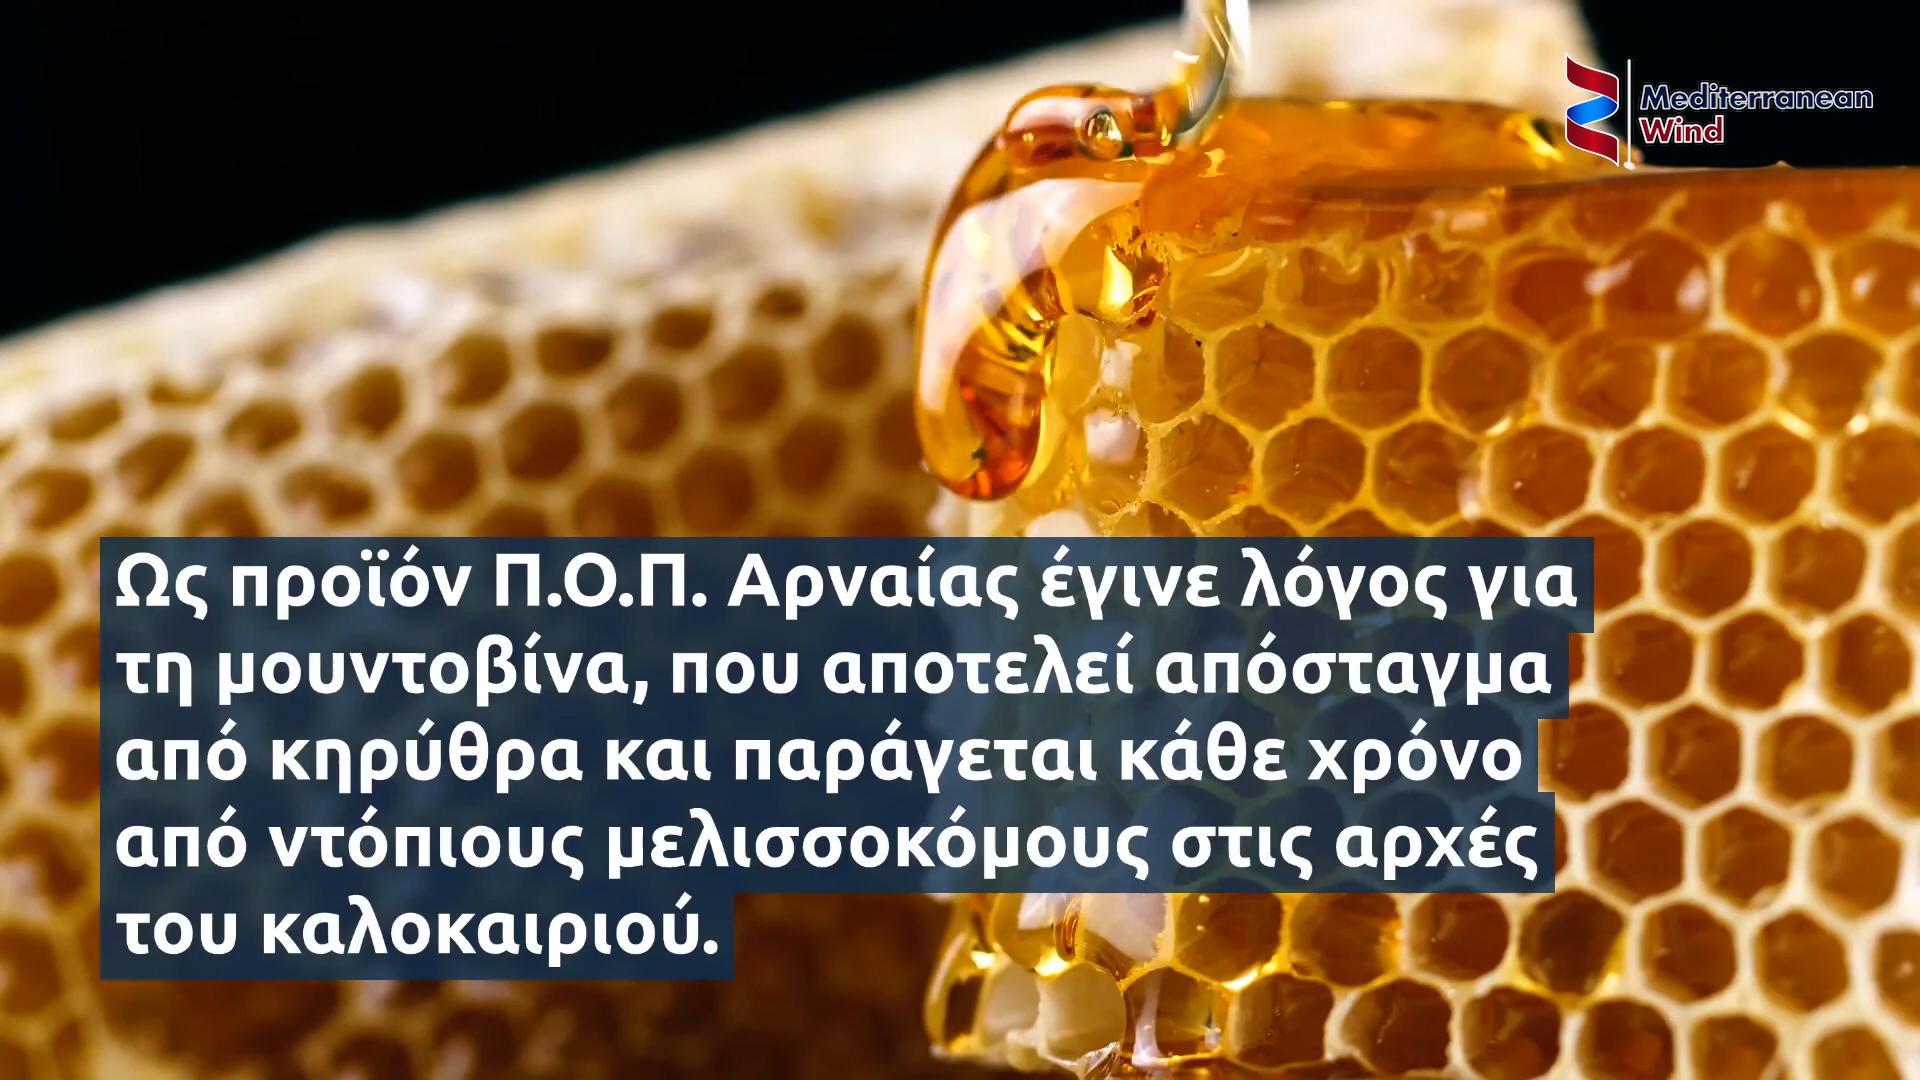 Mediterranean
Wind
Ως προϊόν Π.Ο.Π. Αρναίας έγινε λόγος για
τη μουντοβίνα, που αποτελεί απόσταγμα
από κηρύθρα και παράγεται κάθε χρόνο
από ντόπιους μελισσοκόμους στις αρχές
του καλοκαιριού.